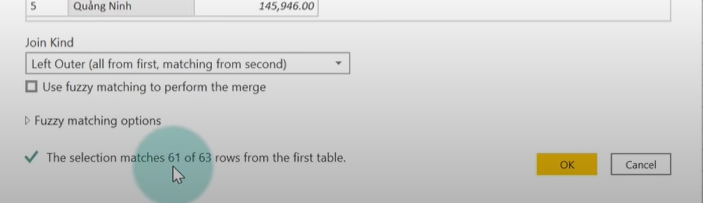 5 Quảng Ninh 145,946.00
Join Kind
Left Outer (all from first, matching from second)
Use fuzzy matching to perform the merge
Fuzzy matching options
The selection matches 61 of 63 rows from the first table.
OK Cancel